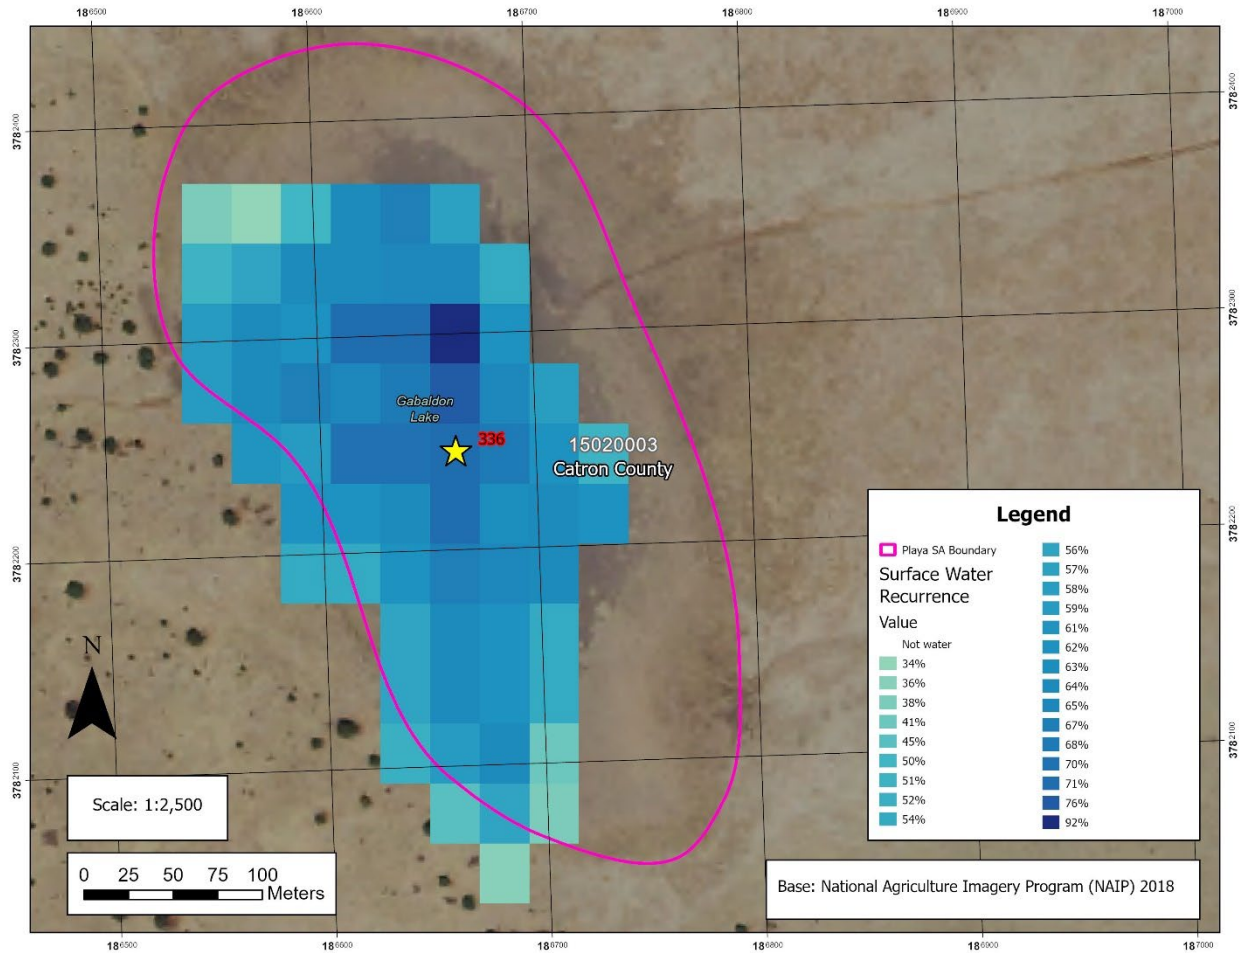 186500 186600 186700 186800 186900 187000
3782400 3782400
3782300 3782300
Gabaldon
Lake
336
15020003
Catron County
3782200 3782200
3782100 3782100
N
Scale: 1:2,500
0 25 50 75 100
Meters
Legend
Playa SA Boundary
Surface Water
Recurrence
Value
Not water
34%
36%
38%
41%
45%
50%
51%
52%
54%
56%
57%
58%
59%
61%
62%
63%
64%
65%
67%
68%
70%
71%
76%
92%
Base: National Agriculture Imagery Program (NAIP) 2018
186500 186600 186700 186800 186900 187000